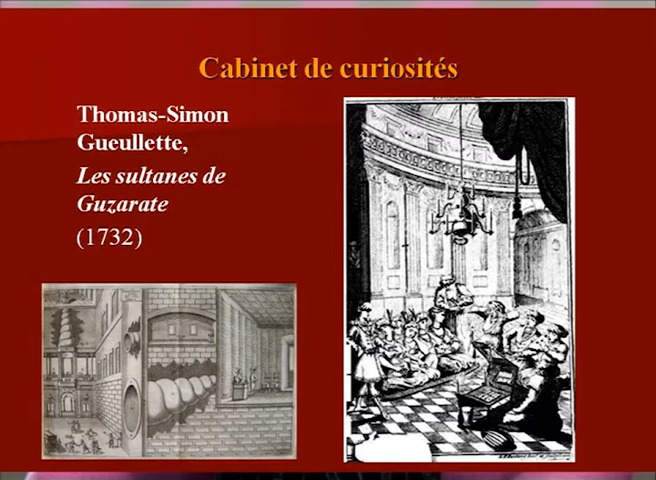 Cabinet de curiosités
Thomas-Simon
Gueullette,
Les sultanes de
Guzarate
(1732)